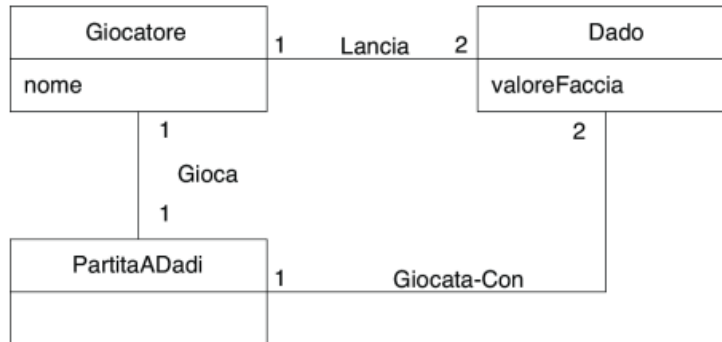 Giocatore
nome
1 Lancia 2
Dado
valoreFaccia
1
Gioca
1
2
PartitaADadi
1 Giocata-Con